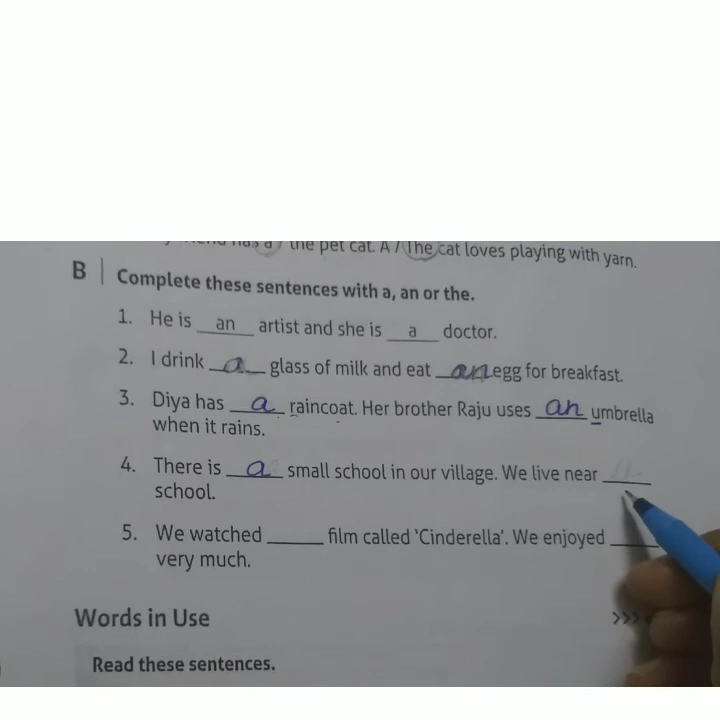 the pet cat. A / The cat loves playing with yarn.
B Complete these sentences with a, an or the.
1. He is an artist and she is a doctor.
2. I drink a glass of milk and eat an egg for breakfast.
3. Diya has a raincoat. Her brother Raju uses an umbrella
when it rains.
4. There is a small school in our village. We live near ____
school.
5. We watched ____ film called 'Cinderella'. We enjoyed ____
very much.
Words in Use >>>
Read these sentences.